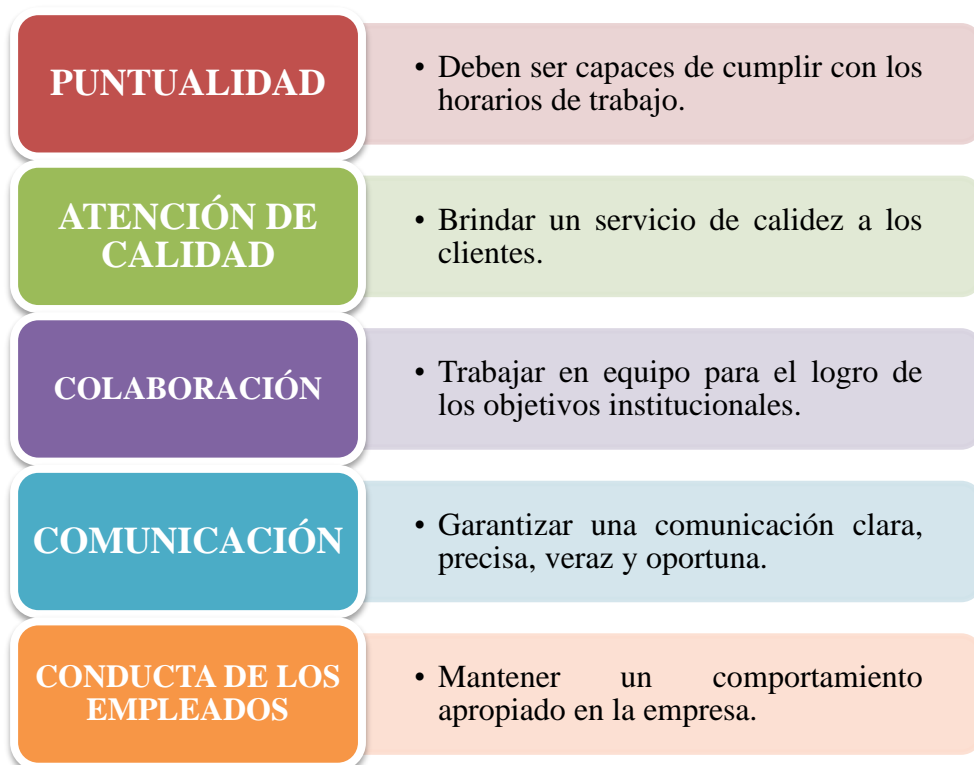 PUNTUALIDAD
• Deben ser capaces de cumplir con los
horarios de trabajo.
ATENCIÓN DE
CALIDAD
• Brindar un servicio de calidez a los
clientes.
COLABORACIÓN
• Trabajar en equipo para el logro de
los objetivos institucionales.
COMUNICACIÓN
• Garantizar una comunicación clara,
precisa, veraz y oportuna.
CONDUCTA DE LOS
EMPLEADOS
• Mantener un comportamiento
apropiado en la empresa.